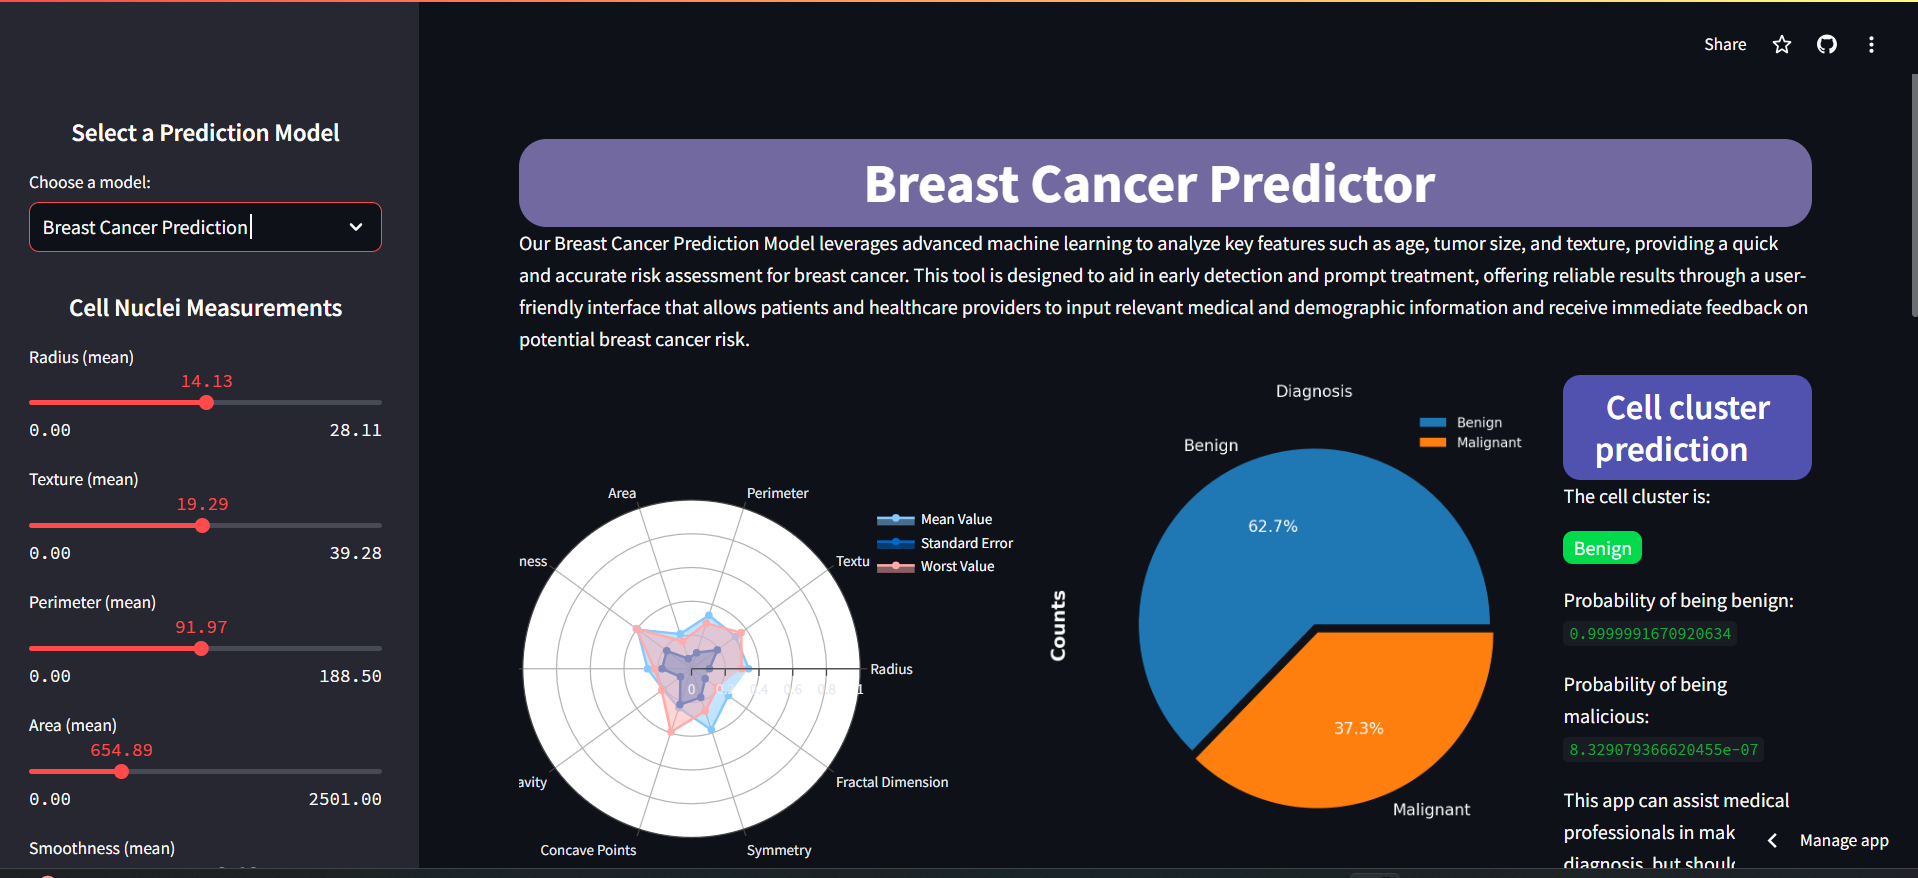 Share
Select a Prediction Model
Choose a model:
Breast Cancer Prediction
Cell Nuclei Measurements
Radius (mean)
14.13
0.00 28.11
Texture (mean)
19.29
0.00 39.28
Perimeter (mean)
91.97
0.00 188.50
Area (mean)
654.89
0.00 2501.00
Smoothness (mean)
Breast Cancer Predictor
Our Breast Cancer Prediction Model leverages advanced machine learning to analyze key features such as age, tumor size, and texture, providing a quick
and accurate risk assessment for breast cancer. This tool is designed to aid in early detection and prompt treatment, offering reliable results through a user-
friendly interface that allows patients and healthcare providers to input relevant medical and demographic information and receive immediate feedback on
potential breast cancer risk.
Area
Perimeter
ness
Textu
Radius
avity
Fractal Dimension
Concave Points
Symmetry
0 0.2 0.4 0.6 0.8 1
Mean Value
Standard Error
Worst Value
Diagnosis
Benign
Malignant
Benign
62.7%
37.3%
Malignant
Counts
Cell cluster
prediction
The cell cluster is:
Benign
Probability of being benign:
0.9999991670920634
Probability of being
malicious:
8.329079366620455e-07
This app can assist medical
professionals in mak
diagnosis, but should
Manage app